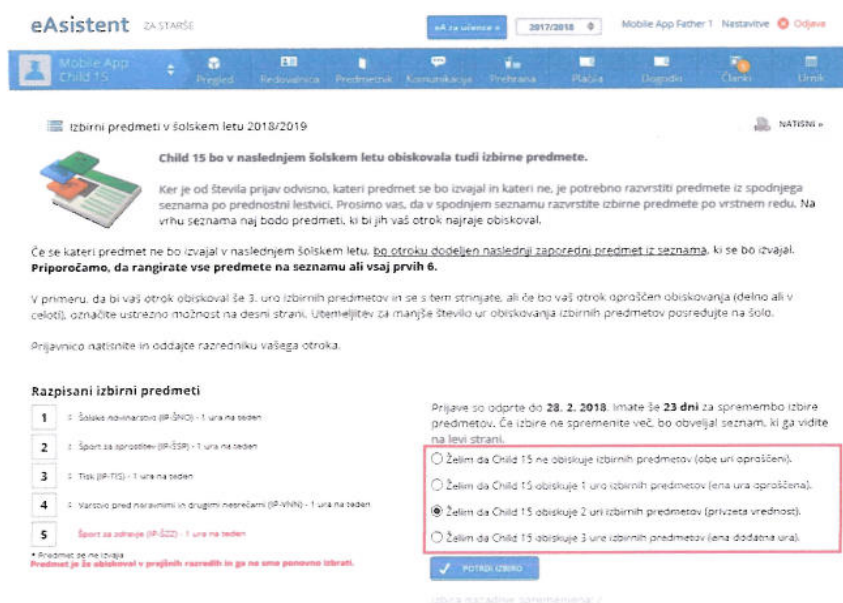 eAsistent ZA STARŠE
eA za učence »
2017/2018
Mobile App Father 1 Nastavitve Odjava
Mobile App
Child 15
Pregled Redovalnica Predmetnik Komunikacija Prehrana Plačila Dogodki Članki Urnik
Izbirni predmeti v šolskem letu 2018/2019
NATISNI »
Child 15 bo v naslednjem šolskem letu obiskovala tudi izbirne predmete.
Ker je od števila prijav odvisno, kateri predmet se bo izvajal in kateri ne, je potrebno razvrstiti predmete iz spodnjega
seznama po prednostni lestvici. Prosimo vas, da v spodnjem seznamu razvrstite izbirne predmete po vrstnem redu. Na
vrhu seznama naj bodo predmeti, ki bi jih vaš otrok najraje obiskoval.
Če se kateri predmet ne bo izvajal v naslednjem šolskem letu, bo otroku dodeljen naslednji zaporedni predmet iz seznama, ki se bo izvajal.
Priporočamo, da rangirate vse predmete na seznamu ali vsaj prvih 6.
V primeru, da bi vaš otrok obiskoval še 3. uro izbirnih predmetov in se s tem strinjate, ali če bo vaš otrok oproščen obiskovanja (delno ali v
celoti), označite ustrezno možnost na desni strani. Utemeljitev za manjše število ur obiskovanja izbirnih predmetov posredujte na šolo.
Prijavnico natisnite in oddajte razredniku vašega otroka.
Razpisani izbirni predmeti
1 Šolsko novinarstvo (IP-ŠNO) - 1 ura na teden
2 Šport za sprostitev (IP-ŠSP) - 1 ura na teden
3 Tisk (IP-TIS) - 1 ura na teden
4 Varstvo pred naravnimi in drugimi nesrečami (IP-VNN) - 1 ura na teden
5 Šport za zdravje (IP-ŠZZ) - 1 ura na teden
* Predmet se ne izvaja
Predmet je že obiskoval v prejšnih razredih in ga ne sme ponovno izbrati.
Prijave so odprte do 28. 2. 2018. Imate še 23 dni za spremembo izbire
predmetov. Če izbire ne spremenite več, bo obveljal seznam, ki ga vidite
na levi strani.
Želim da Child 15 ne obiskuje izbirnih predmetov (obe uri oproščeni).
Želim da Child 15 obiskuje 1 uro izbirnih predmetov (ena ura oproščena).
Želim da Child 15 obiskuje 2 uri izbirnih predmetov (privzeta vrednost).
Želim da Child 15 obiskuje 3 ure izbirnih predmetov (ena dodatna ura).
POTRDI IZBIRO